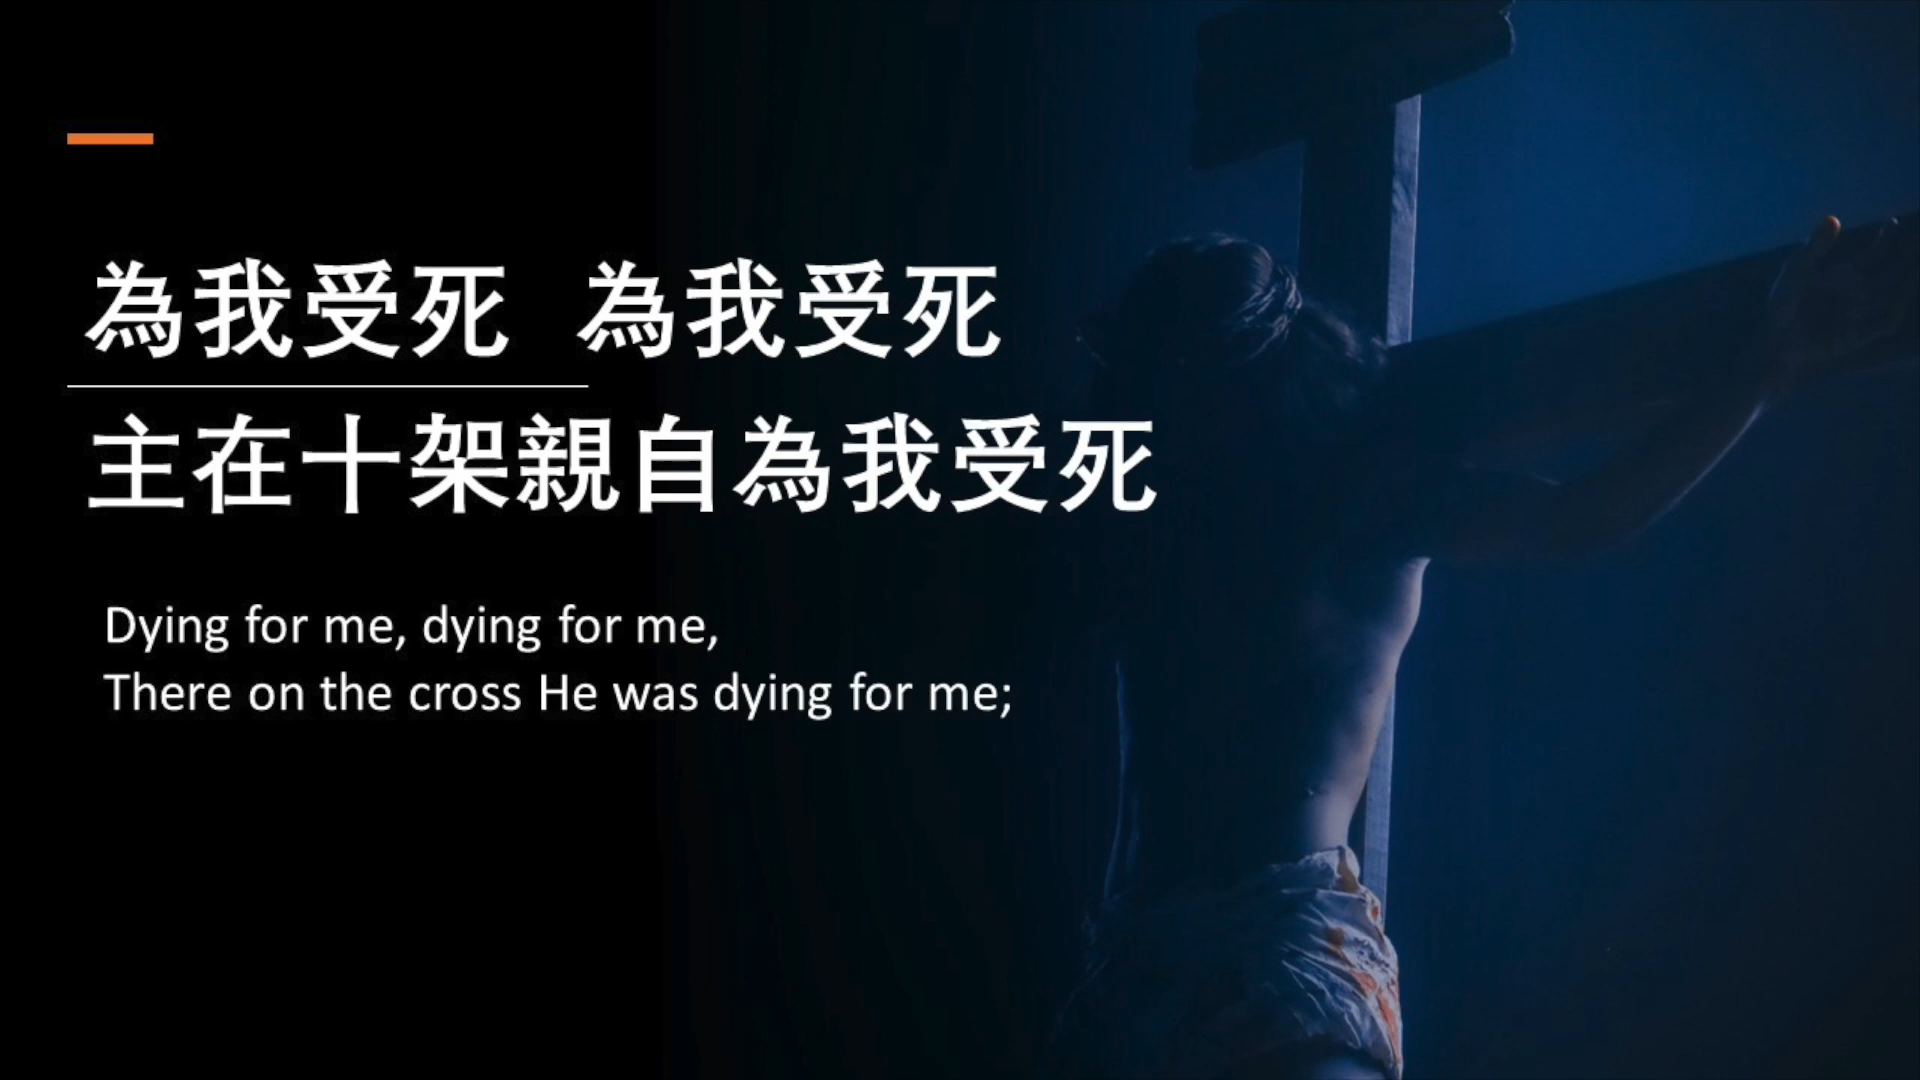 為我受死 為我受死
主在十架親自為我受死
Dying for me, dying for me,
There on the cross He was dying for me;